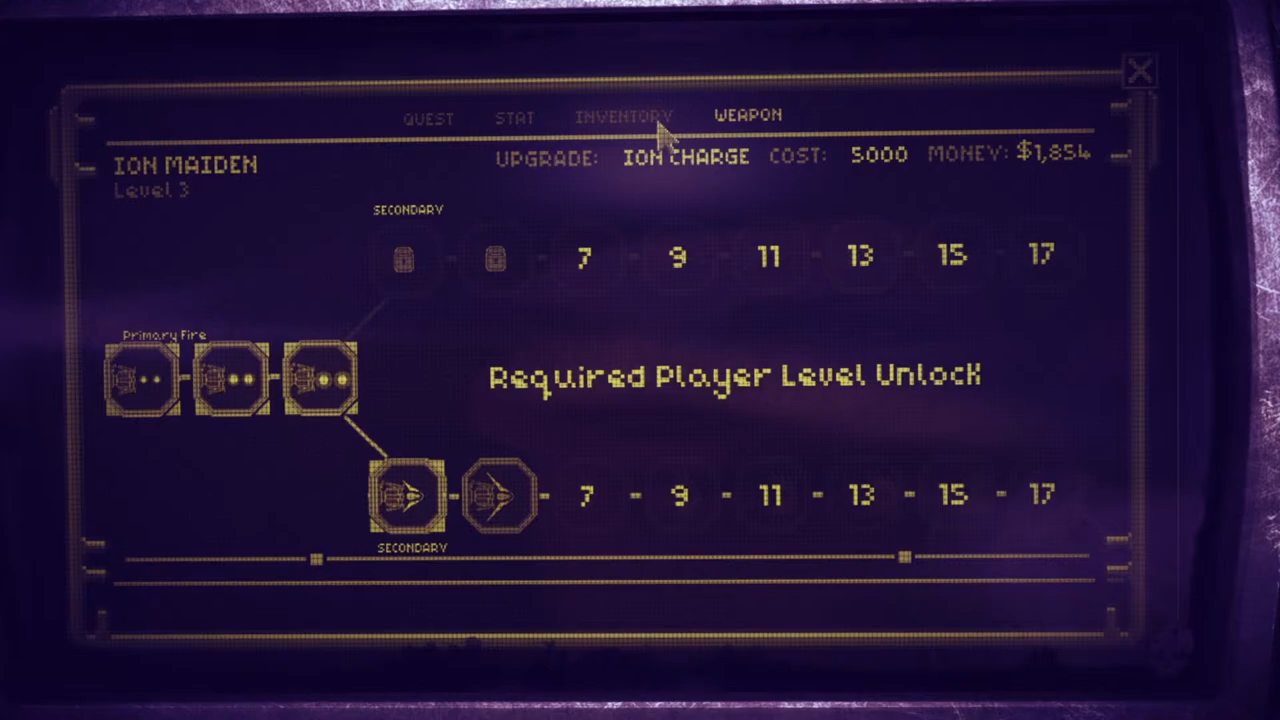 QUEST STAT INVENTORY WEAPON
ION MAIDEN
UPGRADE: ION CHARGE COST: 5000 MONEY: $1,854
Level 3
SECONDARY
7 9 11 13 15 17
Primary Fire
Required Player Level Unlock
7 - 9 - 11 - 13 - 15 - 17
SECONDARY